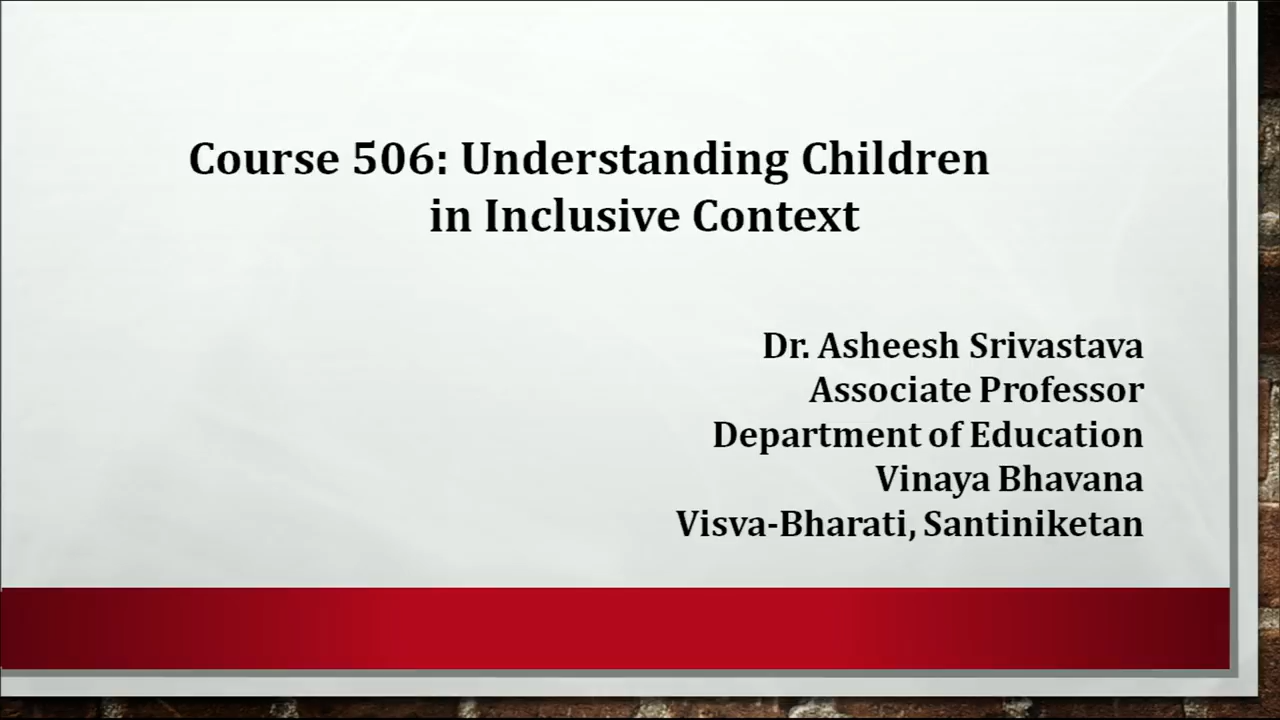 Course 506: Understanding Children
in Inclusive Context
Dr. Asheesh Srivastava
Associate Professor
Department of Education
Vinaya Bhavana
Visva-Bharati, Santiniketan